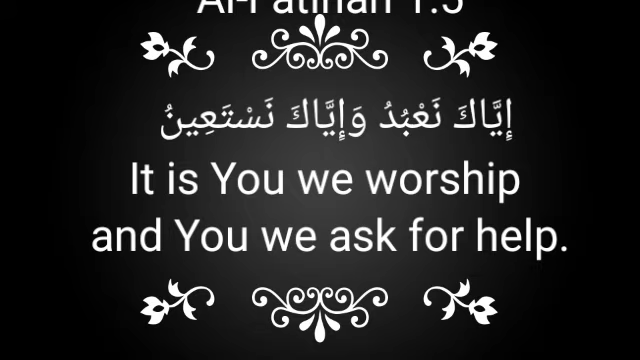 Al-Fatihah 1:5
إِيَّاكَ نَعْبُدُ وَإِيَّاكَ نَسْتَعِينُ
It is You we worship
and You we ask for help.